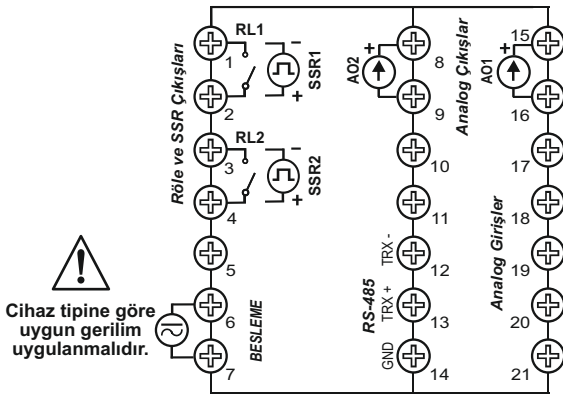 Röle ve SSR Çıkışları
RL1
SSR1
–
+
1
2
RL2
SSR2
–
+
3
4
5
6
7
BESLEME
Cihaz tipine göre
uygun gerilim
uygulanmalıdır.
!
Analog Çıkışlar
AO2
+
8
9
10
11
TRX -
12
RS-485
TRX +
13
GND
14
AO1
+
15
16
17
Analog Girişler
18
19
20
21